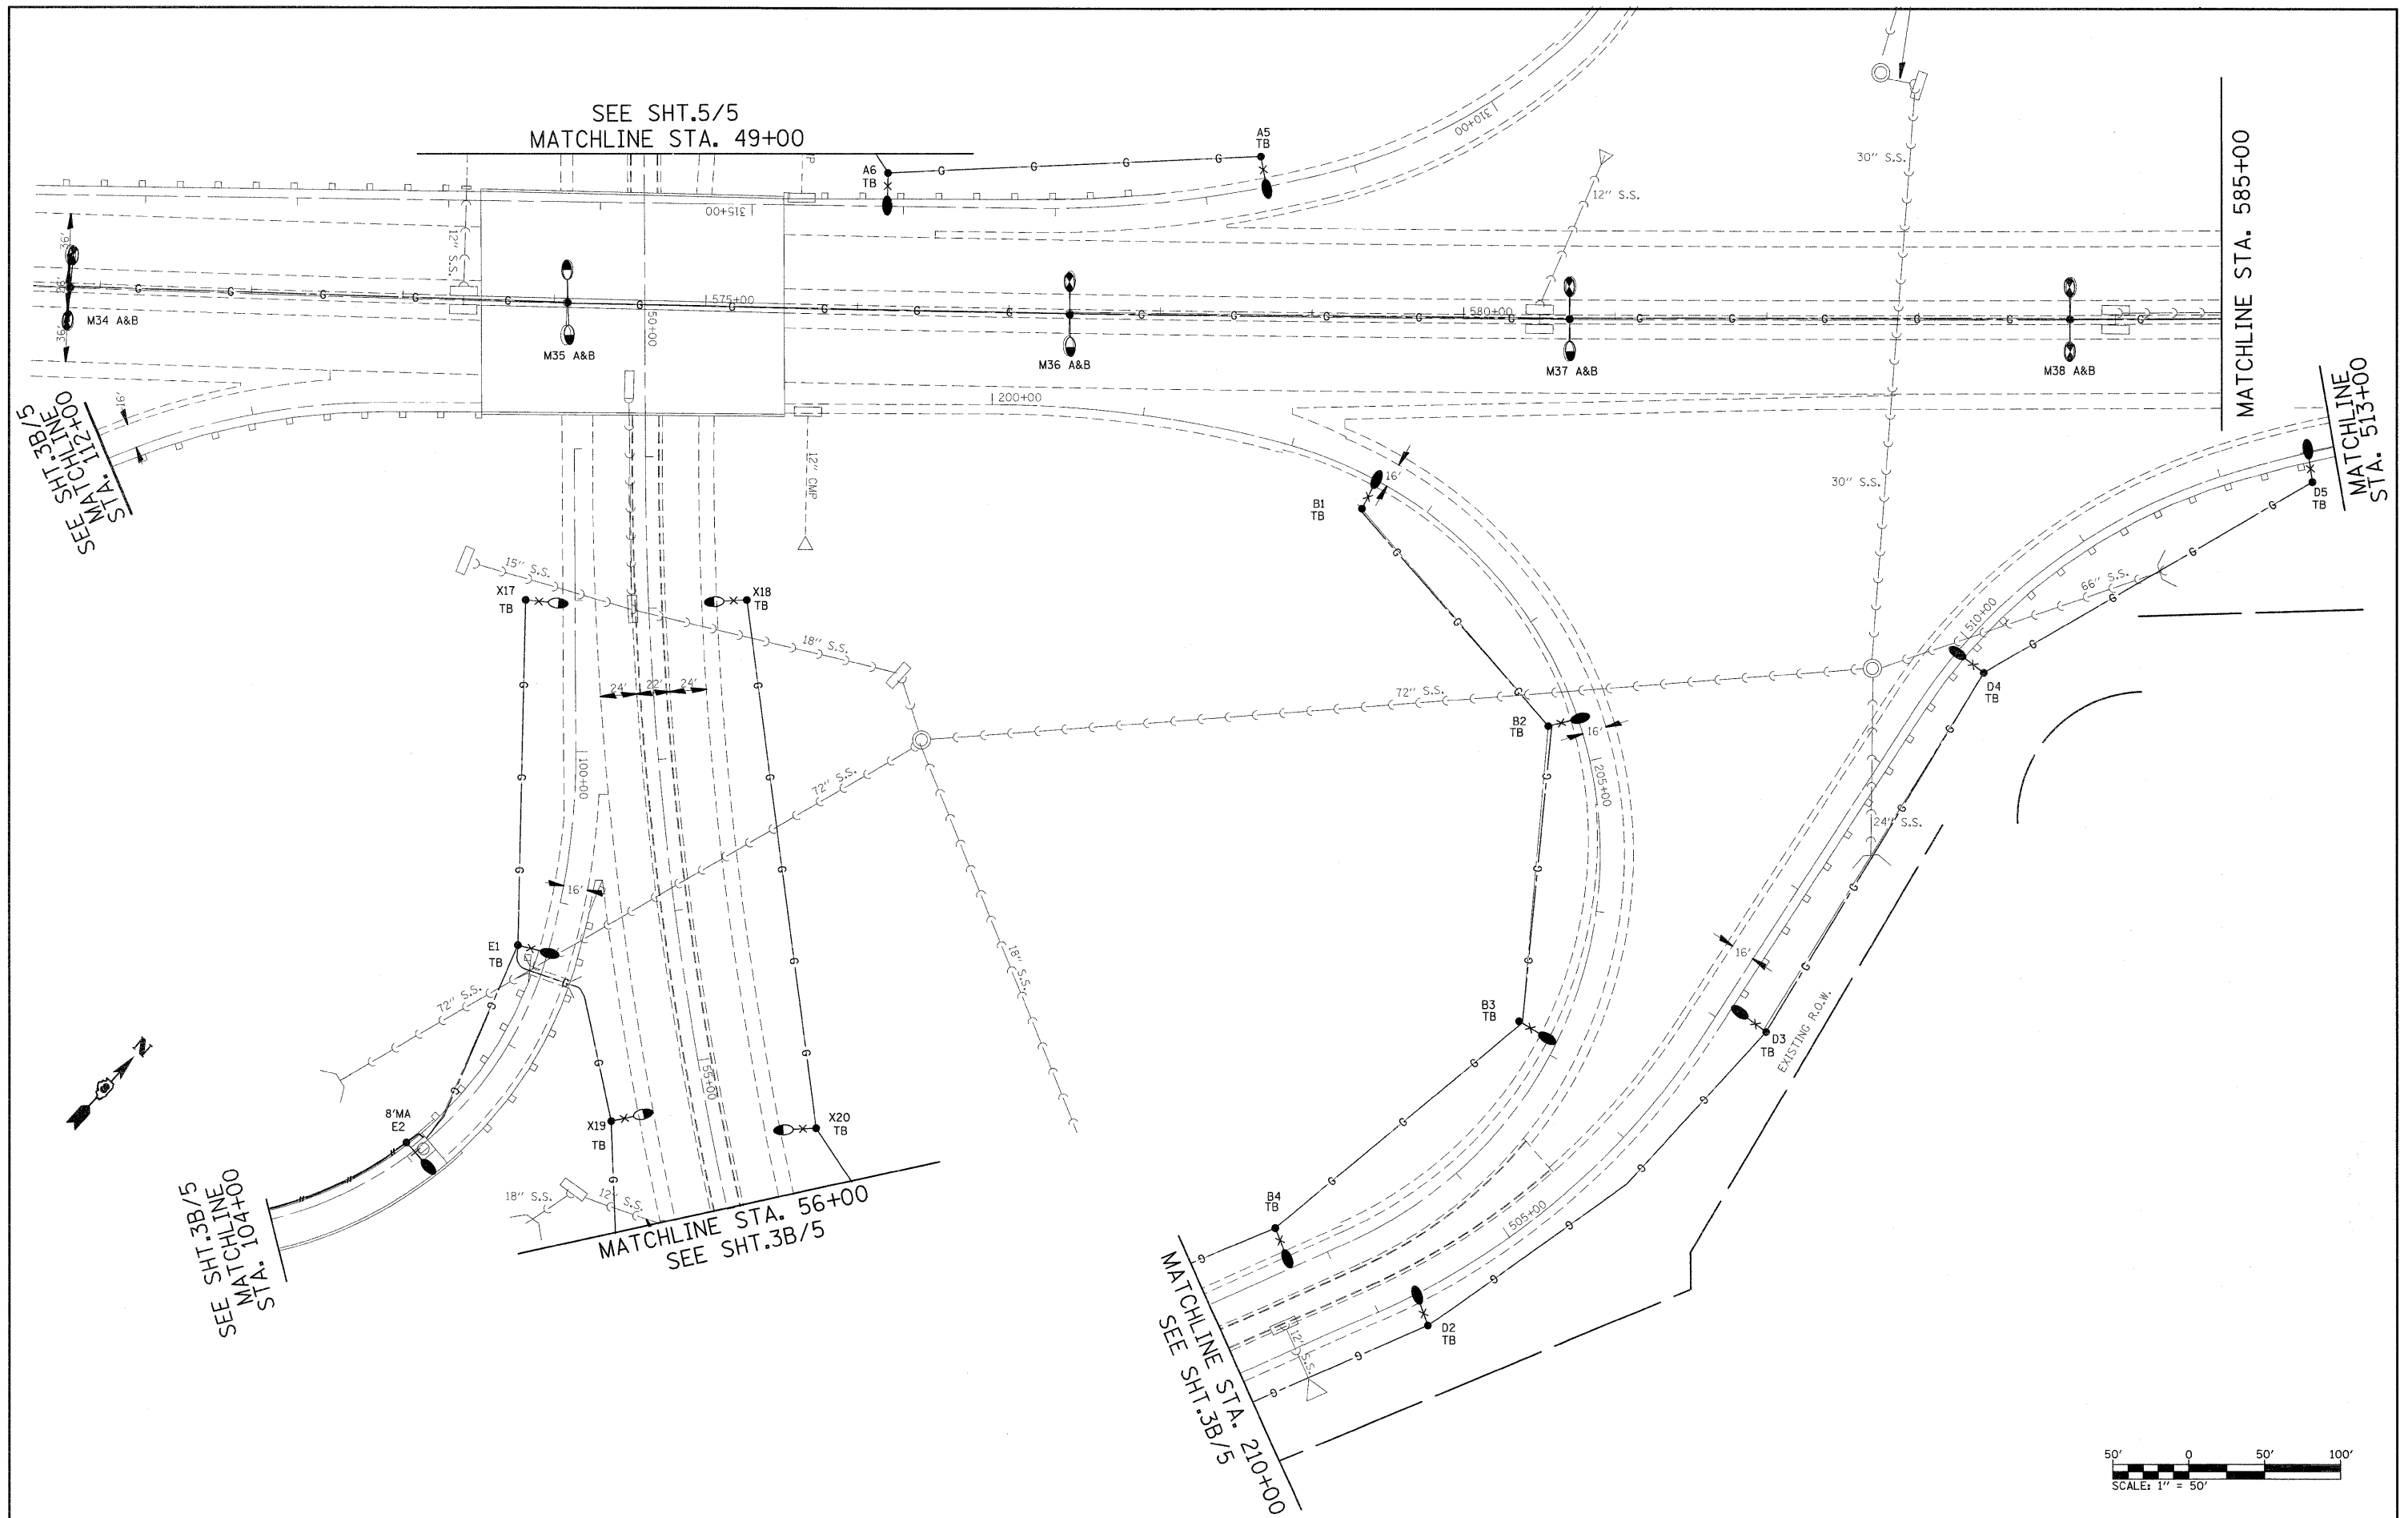 SEE SHT.5/5
MATCHLINE STA. 49+00
A5
TB
A6
TB
310+00
315+00
30" S.S.
12" S.S.
MATCHLINE STA. 585+00
36'
36'
12" S.S.
G G G G G G G G G G G G G G G G G G G G G G
575+00
580+00
50+00
M34 A&B
M35 A&B
M36 A&B
M37 A&B
M38 A&B
16'
SEE SHT.3B/5
MATCHLINE
STA. 112+00
200+00
12" CMP
16'
B1
TB
30" S.S.
MATCHLINE
STA. 513+00
D5
TB
15" S.S.
X17
TB
X18
TB
18" S.S.
66" S.S.
510+00
24' 22' 24'
72" S.S.
B2
TB
16'
D4
TB
100+00
205+00
72" S.S.
24" S.S.
16'
E1
TB
18" S.S.
16'
72" S.S.
B3
TB
D3
TB
EXISTING R.O.W.
N
55+00
8'MA
E2
X19
TB
X20
TB
18" S.S.
12" S.S.
SEE SHT.3B/5
MATCHLINE
STA. 104+00
MATCHLINE STA. 56+00
SEE SHT.3B/5
B4
TB
505+00
D2
TB
12" S.S.
MATCHLINE STA. 210+00
SEE SHT.3B/5
50' 0 50' 100'
SCALE: 1" = 50'